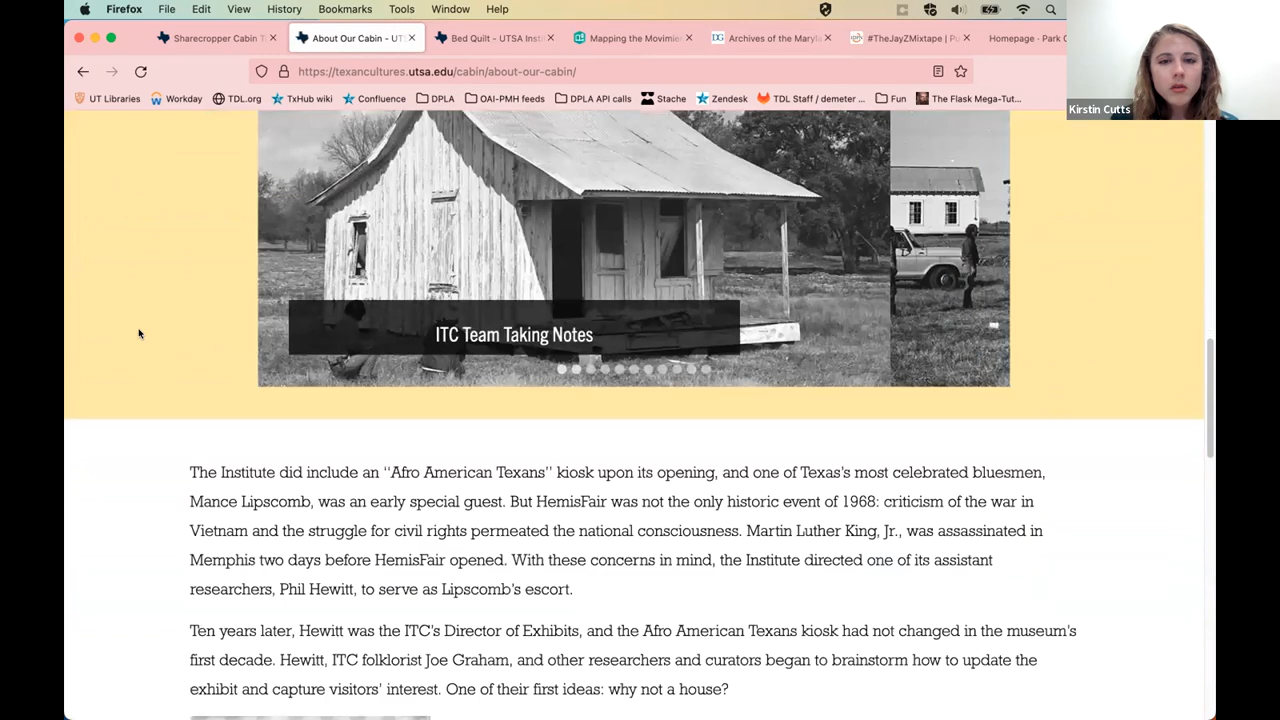 Firefox File Edit View History Bookmarks Tools Window Help
Sharecropper Cabin T
About Our Cabin - UT
Bed Quilt - UTSA Inst
Mapping the Movimie
Archives of the Maryl
#TheJayZMixtape | Pu
Homepage · Park C
https://texancultures.utsa.edu/cabin/about-our-cabin/
UT Libraries Workday TDL.org TxHub wiki Confluence DPLA OAI-PMH feeds DPLA API calls Stache Zendesk TDL Staff / demeter ... Fun The Flask Mega-Tut...
Kirstin Cutts
ITC Team Taking Notes
The Institute did include an "Afro American Texans" kiosk upon its opening, and one of Texas's most celebrated bluesmen,
Mance Lipscomb, was an early special guest. But HemisFair was not the only historic event of 1968: criticism of the war in
Vietnam and the struggle for civil rights permeated the national consciousness. Martin Luther King, Jr., was assassinated in
Memphis two days before HemisFair opened. With these concerns in mind, the Institute directed one of its assistant
researchers, Phil Hewitt, to serve as Lipscomb's escort.
Ten years later, Hewitt was the ITC's Director of Exhibits, and the Afro American Texans kiosk had not changed in the museum's
first decade. Hewitt, ITC folklorist Joe Graham, and other researchers and curators began to brainstorm how to update the
exhibit and capture visitors' interest. One of their first ideas: why not a house?